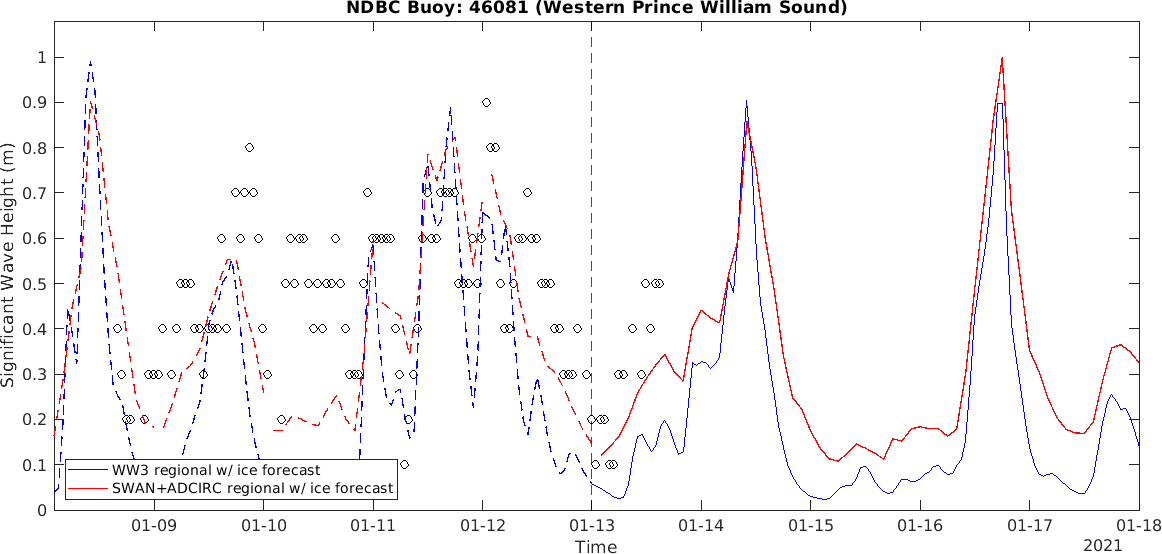 NDBC Buoy: 46081 (Western Prince William Sound)
Significant Wave Height (m)
1
0.9
0.8
0.7
0.6
0.5
0.4
0.3
0.2
0.1
0
WW3 regional w/ ice forecast
SWAN+ADCIRC regional w/ ice forecast
01-09 01-10 01-11 01-12 01-13 01-14 01-15 01-16 01-17 01-18
Time
2021